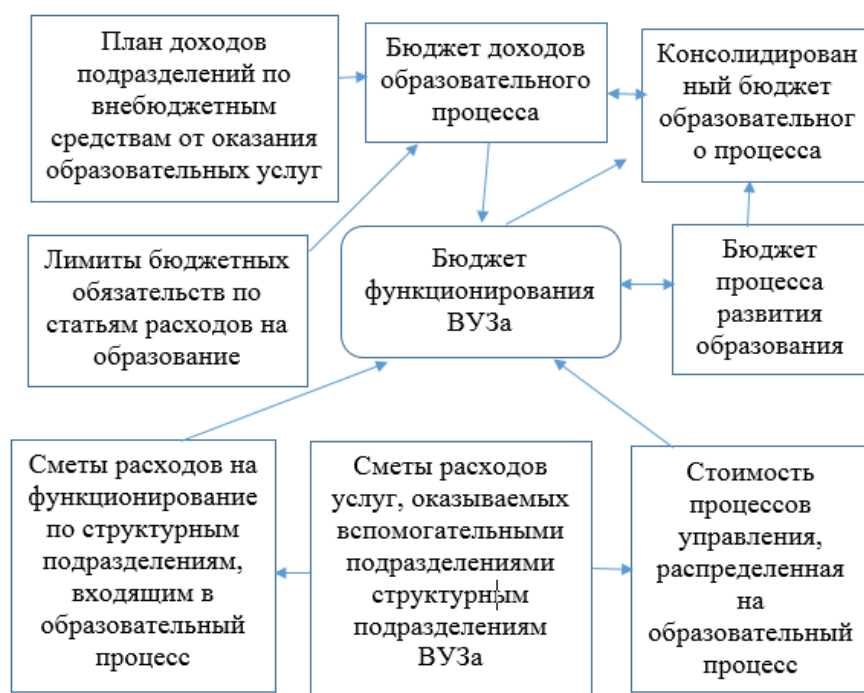 План доходов
подразделений по
внебюджетным
средствам от оказания
образовательных услуг
Бюджет доходов
образовательного
процесса
Консолидирован
ный бюджет
образовательног
о процесса
Лимиты бюджетных
обязательств по
статьям расходов на
образование
Бюджет
функционирования
ВУЗа
Бюджет
процесса
развития
образования
Сметы расходов на
функционирование
по структурным
подразделениям,
входящим в
образовательный
процесс
Сметы расходов
услуг, оказываемых
вспомогательными
подразделениями
структурным
подразделениям
ВУЗа
Стоимость
процессов
управления,
распределенная
на
образовательный
процесс